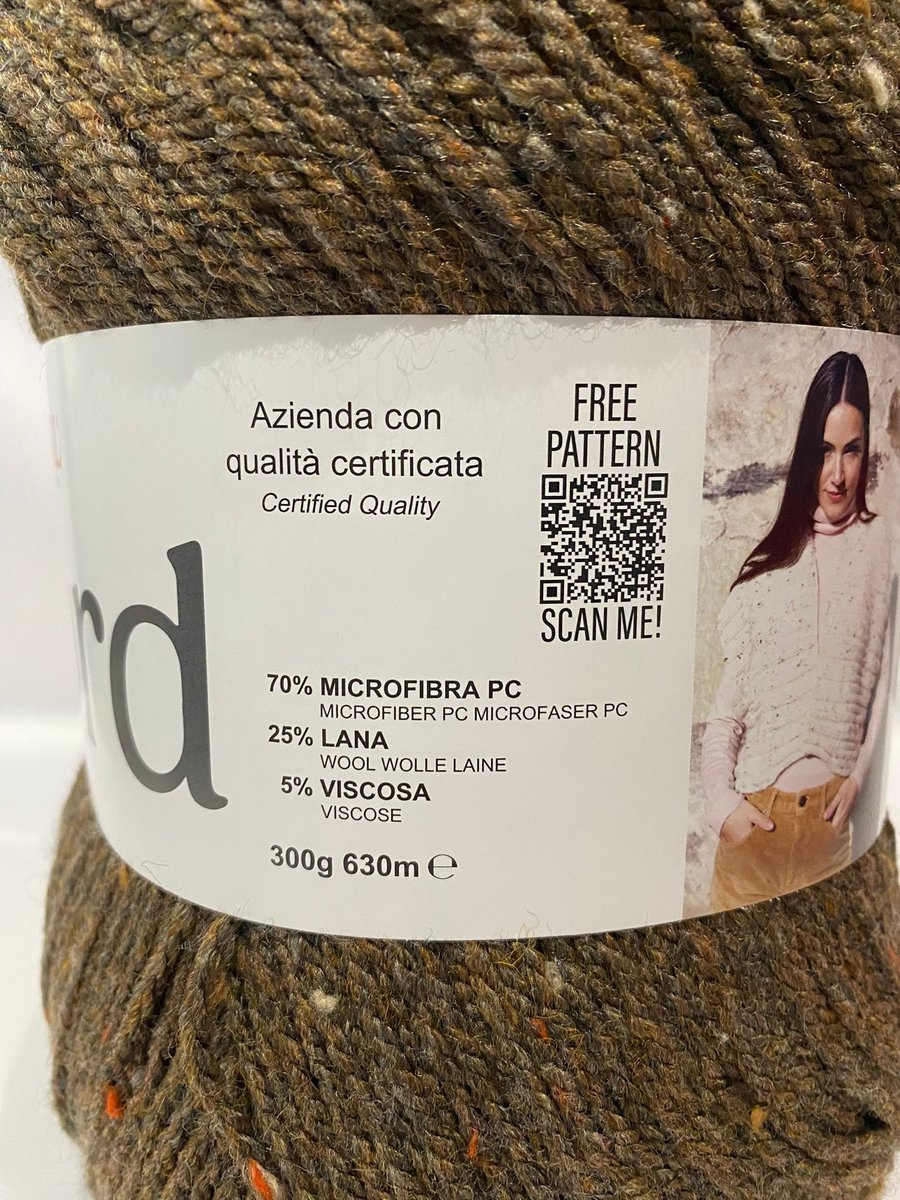 Azienda con
qualità certificata
Certified Quality
FREE
PATTERN
SCAN ME!
rd
70% MICROFIBRA PC
MICROFIBER PC MICROFASER PC
25% LANA
WOOL WOLLE LAINE
5% VISCOSA
VISCOSE
300g 630m ℮